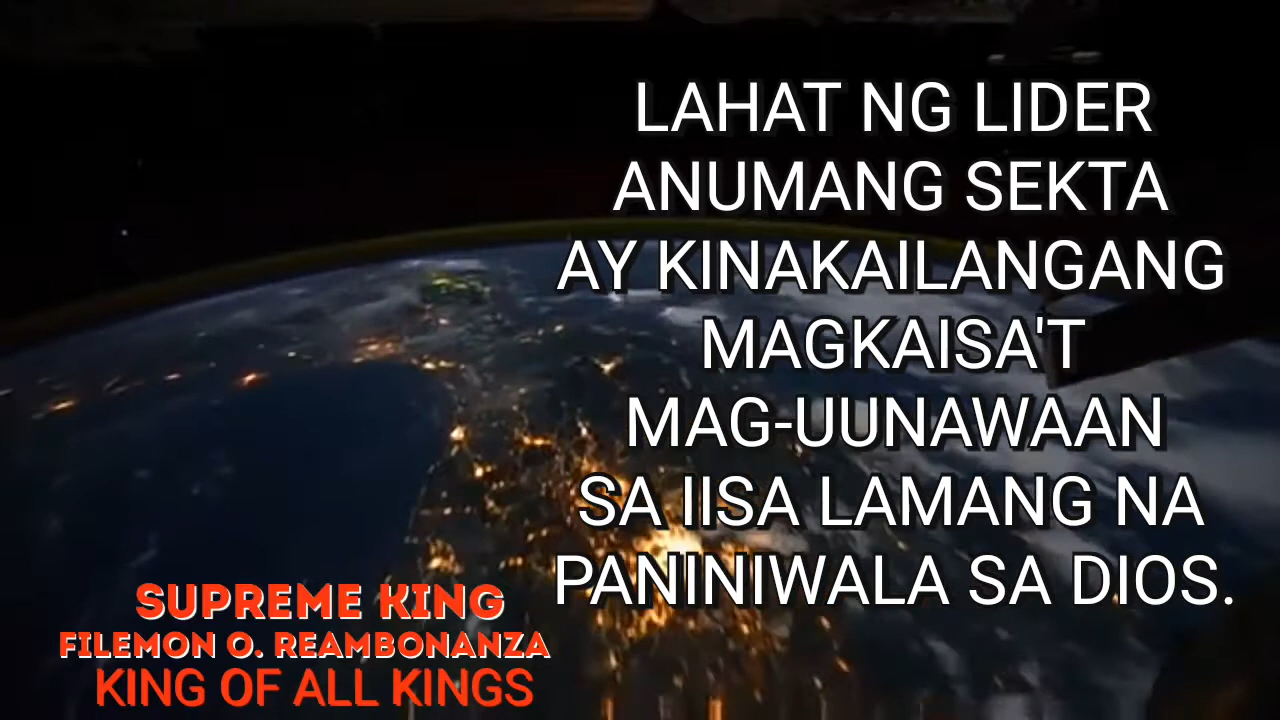 LAHAT NG LIDER
ANUMANG SEKTA
AY KINAKAILANGANG
MAGKAISA'T
MAG-UUNAWAAN
SA IISA LAMANG NA
PANINIWALA SA DIOS.
SUPREME KING
FILEMON O. REAMBONANZA
KING OF ALL KINGS